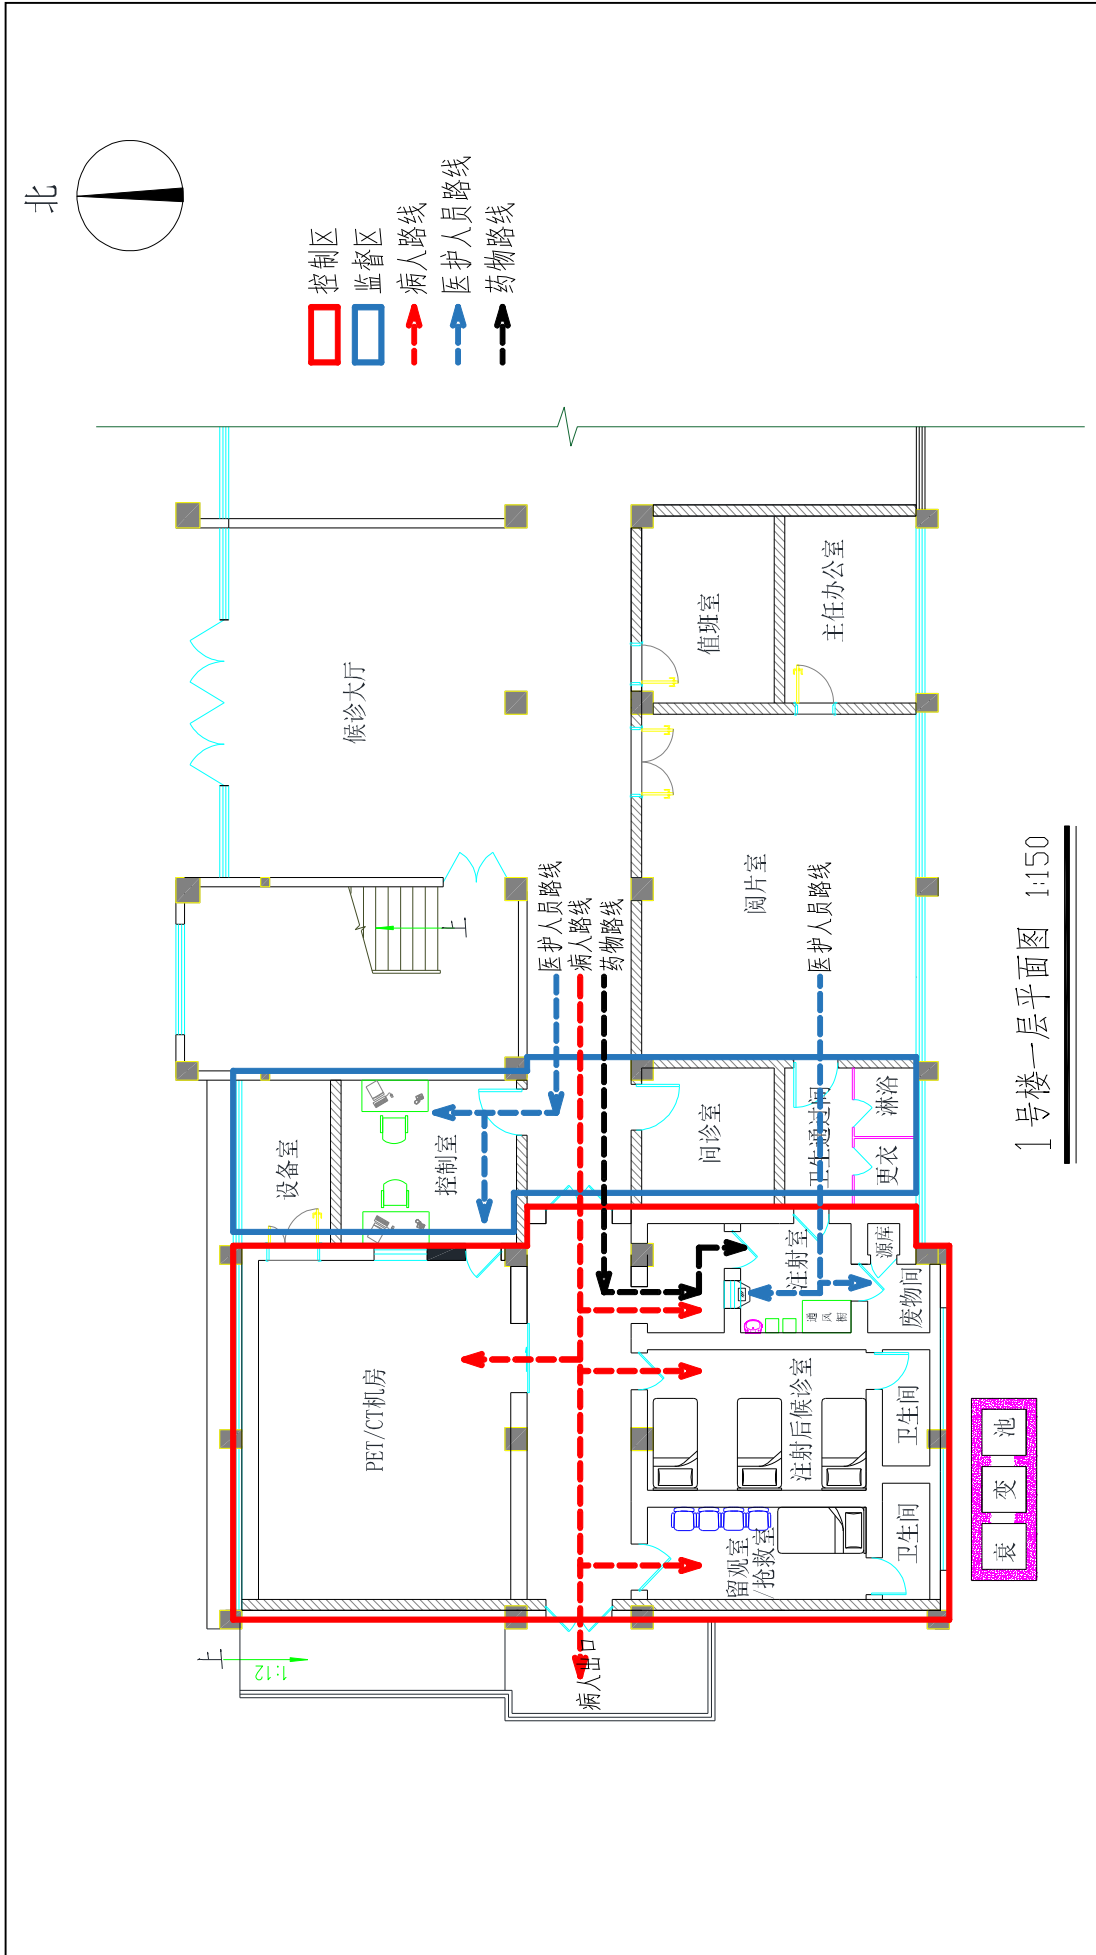 北
控制区
监督区
病人路线
医护人员路线
药物路线
候诊大厅
值班室
主任办公室
阅片室
上
医护人员路线
病人路线
药物路线
医护人员路线
设备室
控制室
问诊室
卫生通过间
淋浴
更衣
PET/CT机房
注射室
源库
废物间
通风橱
注射后候诊室
卫生间
留观室
/抢救室
卫生间
衰变池
上
1:12
病人出口
1号楼一层平面图 1:150